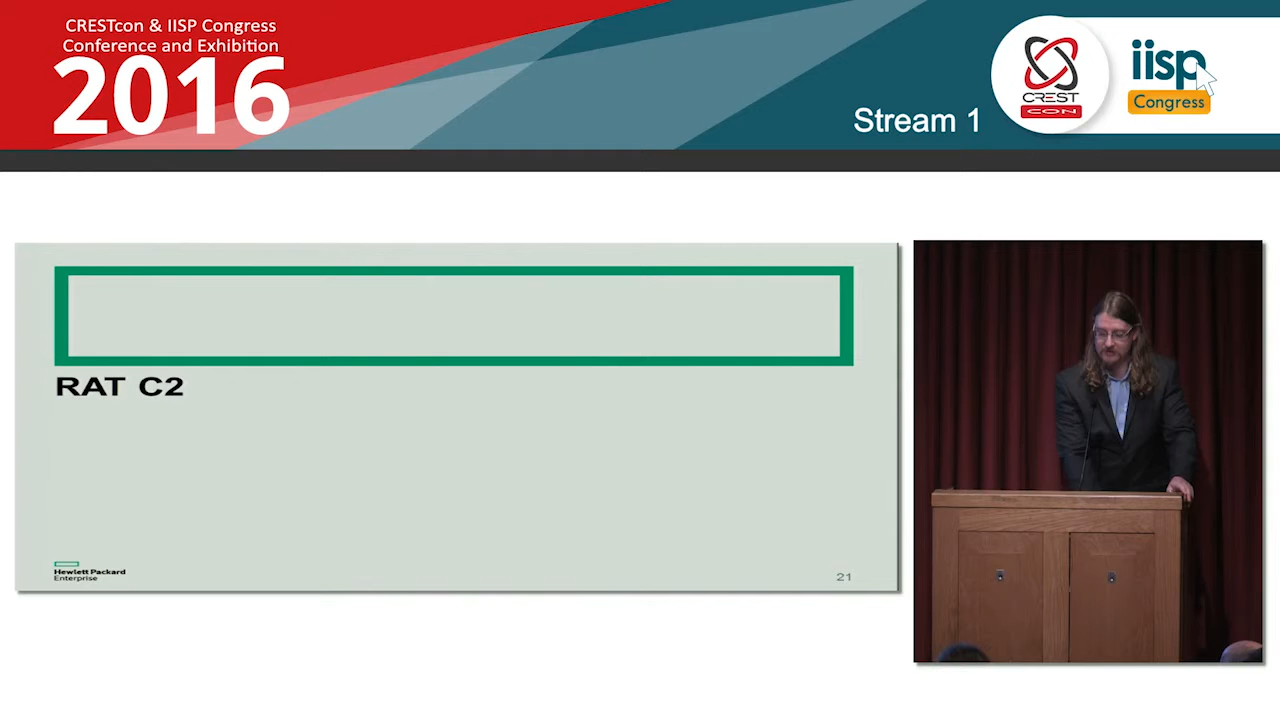 CRESTcon & IISP Congress
Conference and Exhibition
2016
Stream 1
CREST
CON
iisp
Congress
RAT C2
Hewlett Packard
Enterprise
21